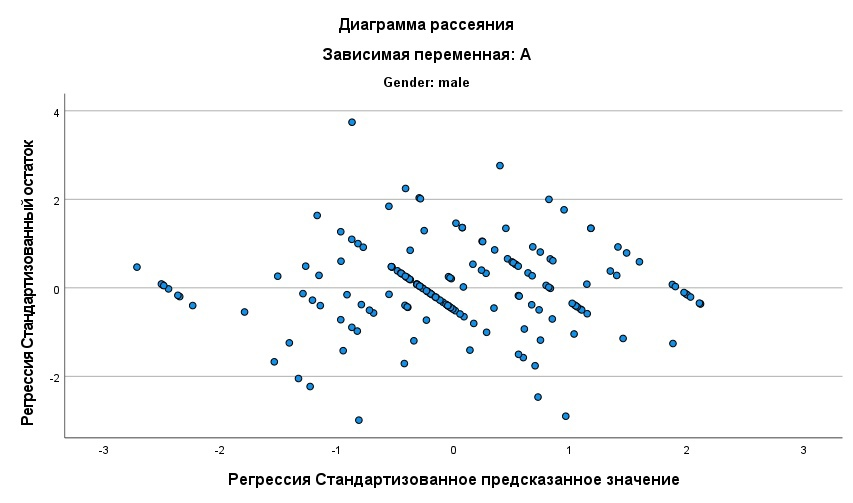 Диаграмма рассеяния
Зависимая переменная: A
Gender: male
Регрессия Стандартизованный остаток
4
2
0
-2
-3
-2
-1
0
1
2
3
Регрессия Стандартизованное предсказанное значение